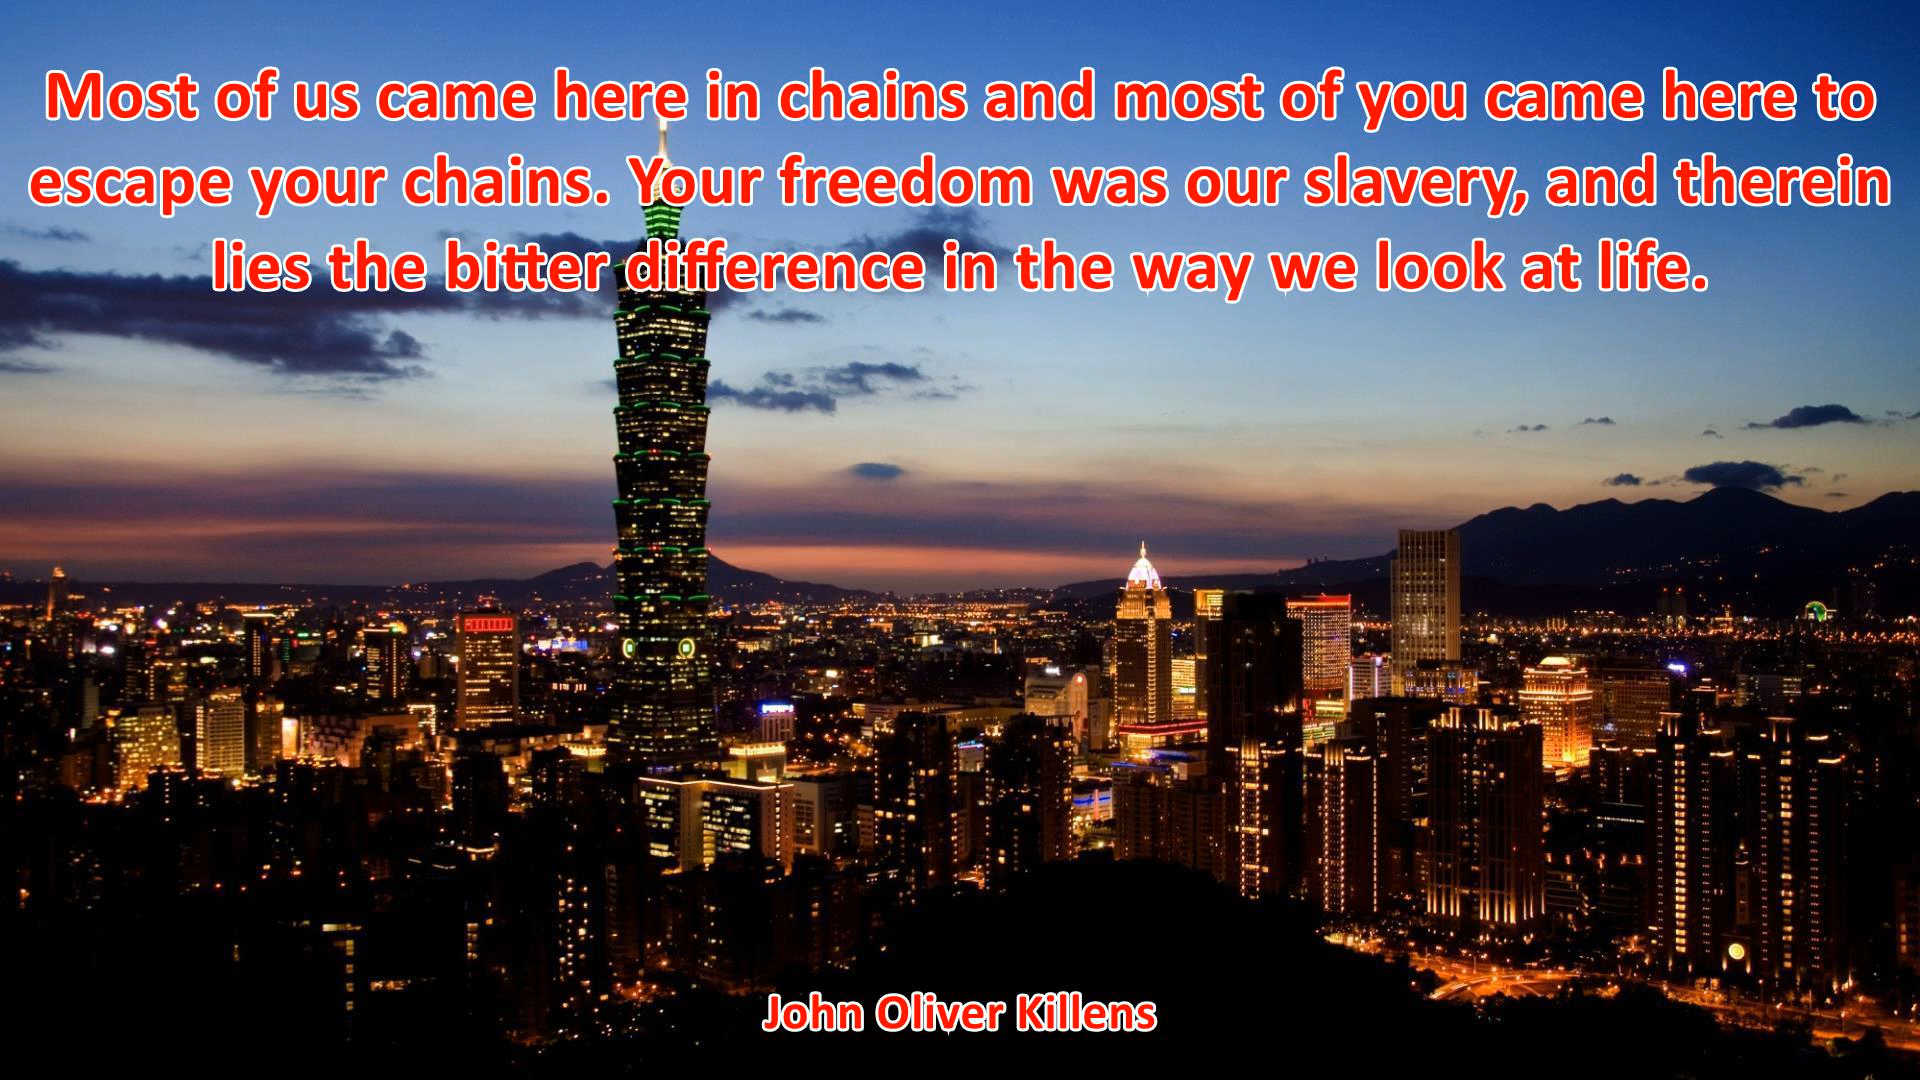 Most of us came here in chains and most of you came here to
escape your chains. Your freedom was our slavery, and therein
lies the bitter difference in the way we look at life.
John Oliver Killens